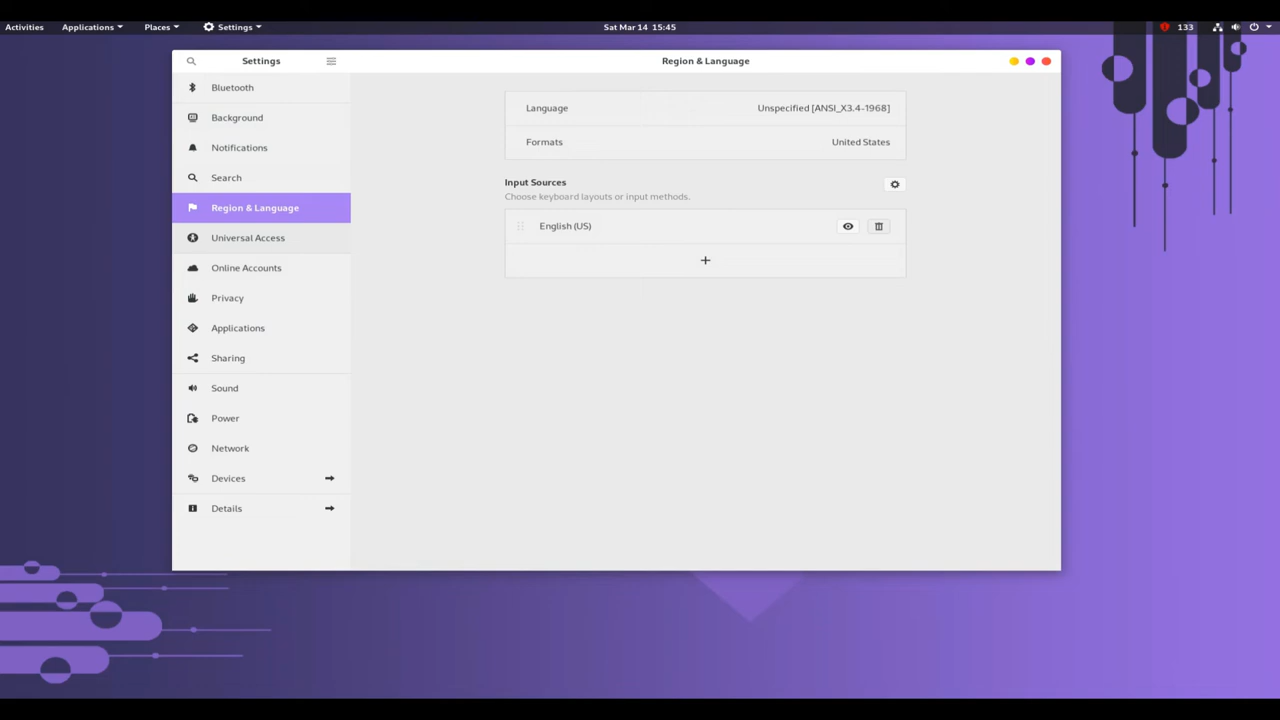 Activities Applications Places Settings Sat Mar 14 15:45 133
Settings Region & Language
Bluetooth
Background
Notifications
Search
Region & Language
Universal Access
Online Accounts
Privacy
Applications
Sharing
Sound
Power
Network
Devices
Details
Language Unspecified [ANSI_X3.4-1968]
Formats United States
Input Sources
Choose keyboard layouts or input methods.
English (US)